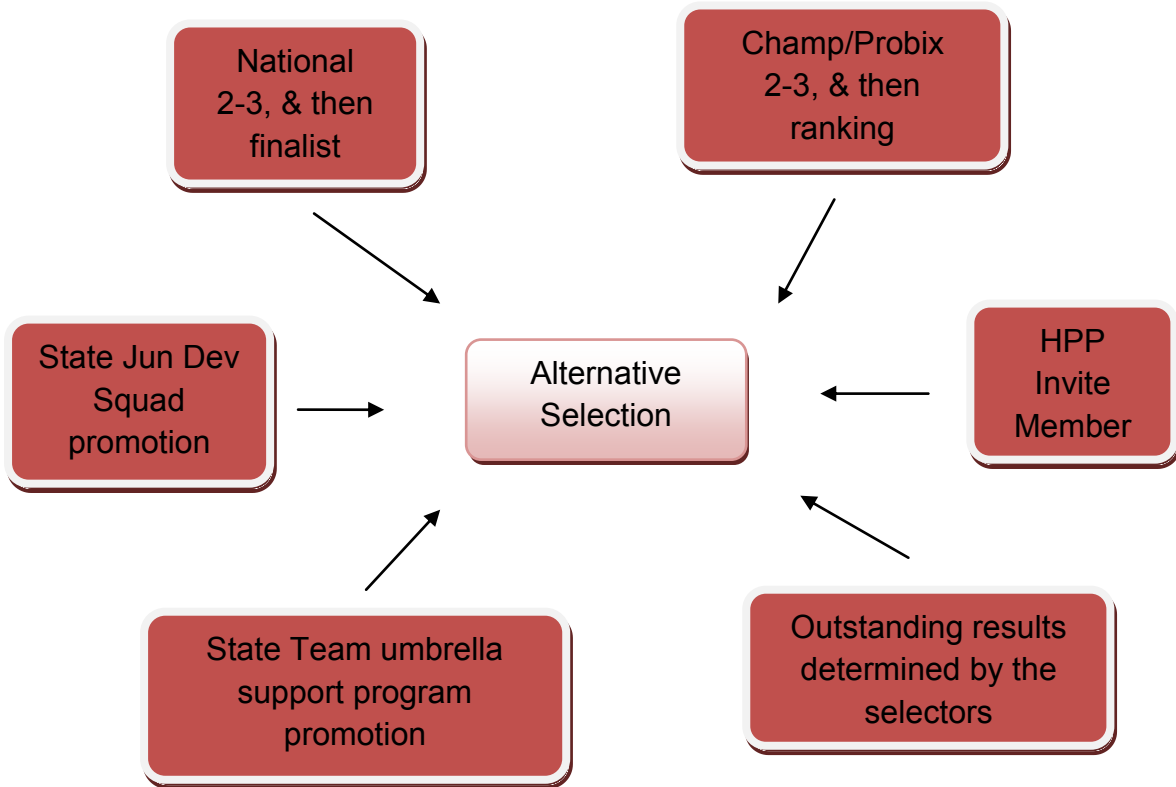 National
2-3, & then
finalist
Champ/Probix
2-3, & then
ranking
State Jun Dev
Squad
promotion
Alternative
Selection
HPP
Invite
Member
State Team umbrella
support program
promotion
Outstanding results
determined by the
selectors